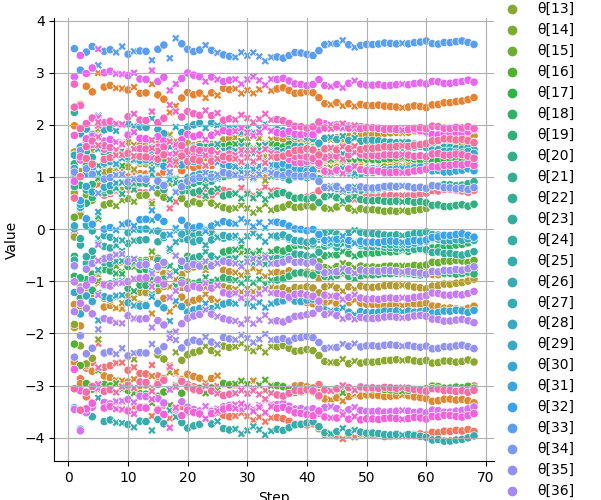 4
3
2
1
0
−1
−2
−3
−4
Value
0
10
20
30
40
50
60
70
Step
θ[13]
θ[14]
θ[15]
θ[16]
θ[17]
θ[18]
θ[19]
θ[20]
θ[21]
θ[22]
θ[23]
θ[24]
θ[25]
θ[26]
θ[27]
θ[28]
θ[29]
θ[30]
θ[31]
θ[32]
θ[33]
θ[34]
θ[35]
θ[36]